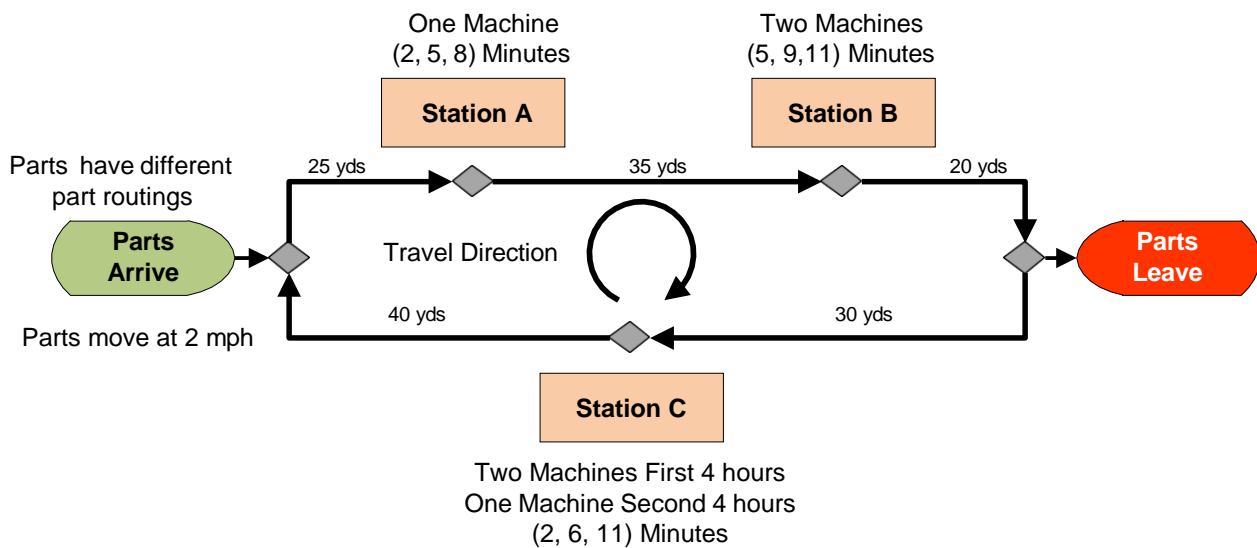 One Machine
(2, 5, 8) Minutes
Two Machines
(5, 9,11) Minutes
Station A
Station B
25 yds
35 yds
20 yds
Parts have different
part routings
Parts
Arrive
Travel Direction
Parts
Leave
Parts move at 2 mph
40 yds
30 yds
Station C
Two Machines First 4 hours
One Machine Second 4 hours
(2, 6, 11) Minutes